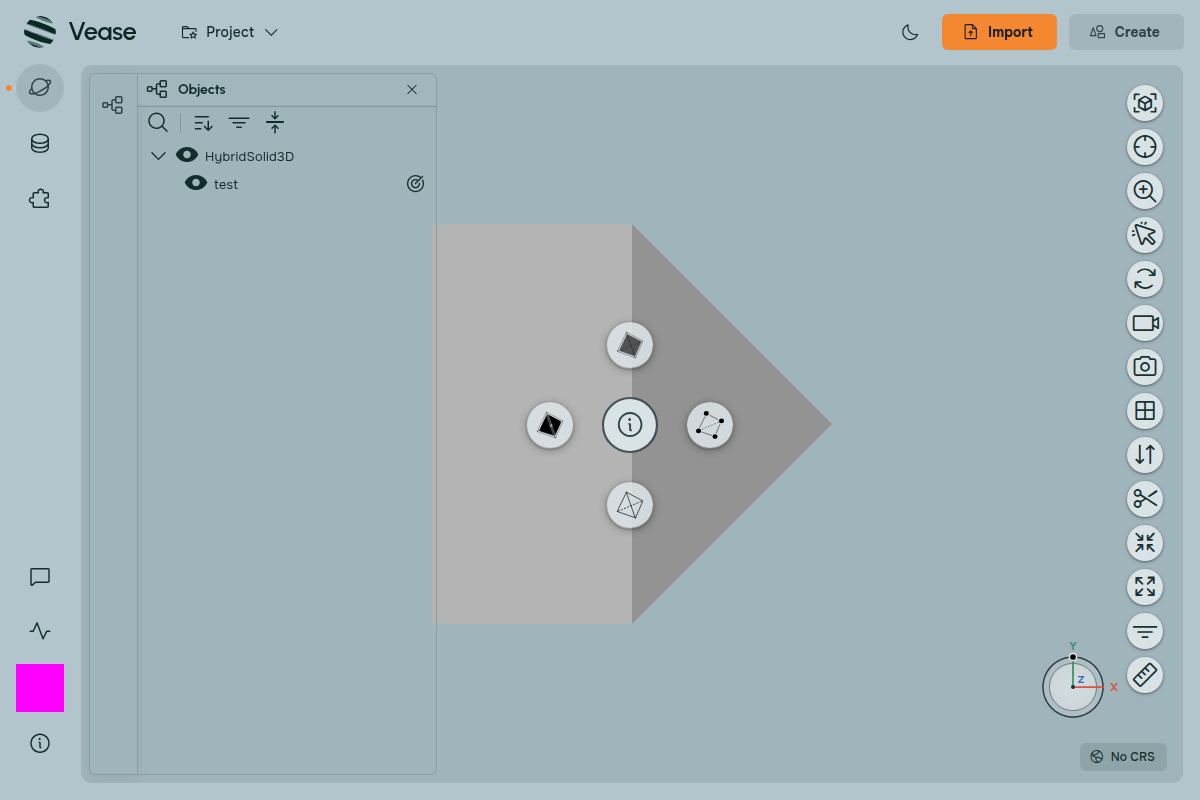 Vease
Project
Import
Create
Objects
HybridSolid3D
test
Y
Z
X
No CRS